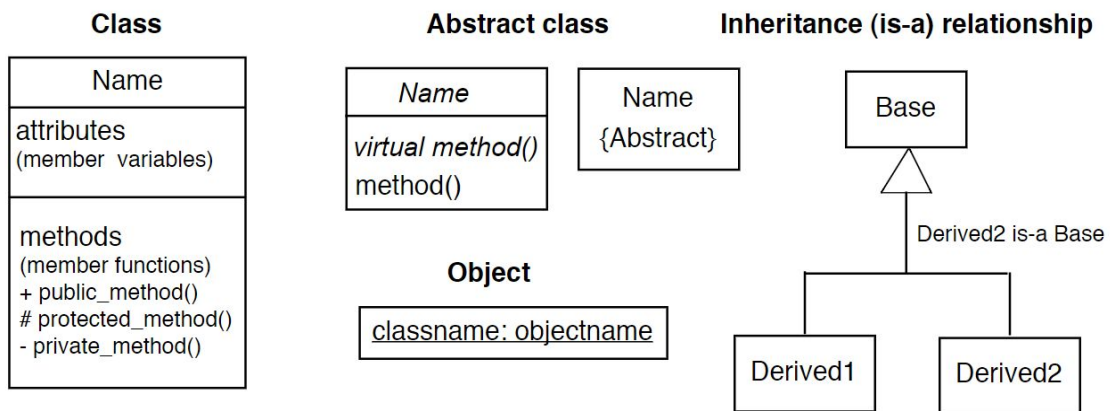 Class
Name
attributes
(member variables)
methods
(member functions)
+ public_method()
# protected_method()
- private_method()
Abstract class
Name
virtual method()
method()
Name
{Abstract}
Object
classname: objectname
Inheritance (is-a) relationship
Base
Derived2 is-a Base
Derived1
Derived2